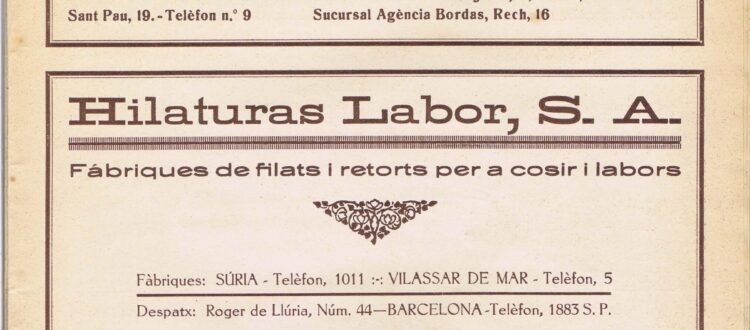 Sant Pau, 19.-Telèfon n.° 9 Sucursal Agència Bordas, Rech, 16
Hilaturas Labor, S. A.
Fábriques de filats i retorts per a cosir i labors
Fàbriques: SÚRIA - Telèfon, 1011 :-: VILASSAR DE MAR - Telèfon, 5
Despatx: Roger de Llúria, Núm. 44—BARCELONA-Telèfon, 1883 S. P.